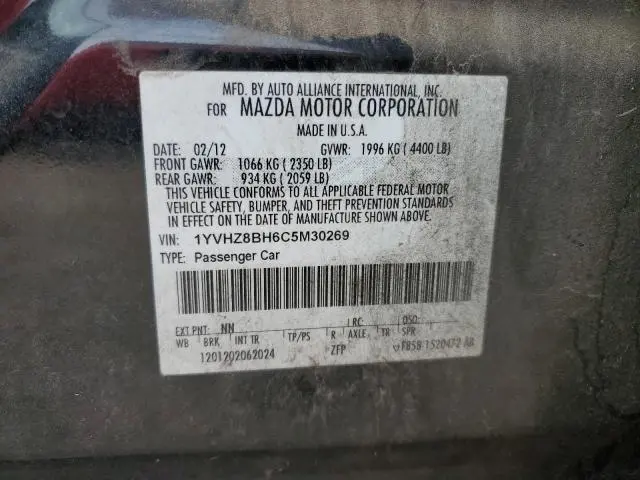 MFD. BY AUTO ALLIANCE INTERNATIONAL, INC.
FOR MAZDA MOTOR CORPORATION
MADE IN U.S.A.
DATE: 02/12 GVWR: 1996 KG ( 4400 LB)
FRONT GAWR: 1066 KG ( 2350 LB)
REAR GAWR: 934 KG ( 2059 LB)
THIS VEHICLE CONFORMS TO ALL APPLICABLE FEDERAL MOTOR
VEHICLE SAFETY, BUMPER, AND THEFT PREVENTION STANDARDS
IN EFFECT ON THE DATE OF MANUFACTURE SHOWN ABOVE.
VIN: 1YVHZ8BH6C5M30269
TYPE: Passenger Car
EXT PNT: NN RC: DSO:
WB BRK INT TR TP/PS R AXLE TR SPR
1201202062024 ZFP